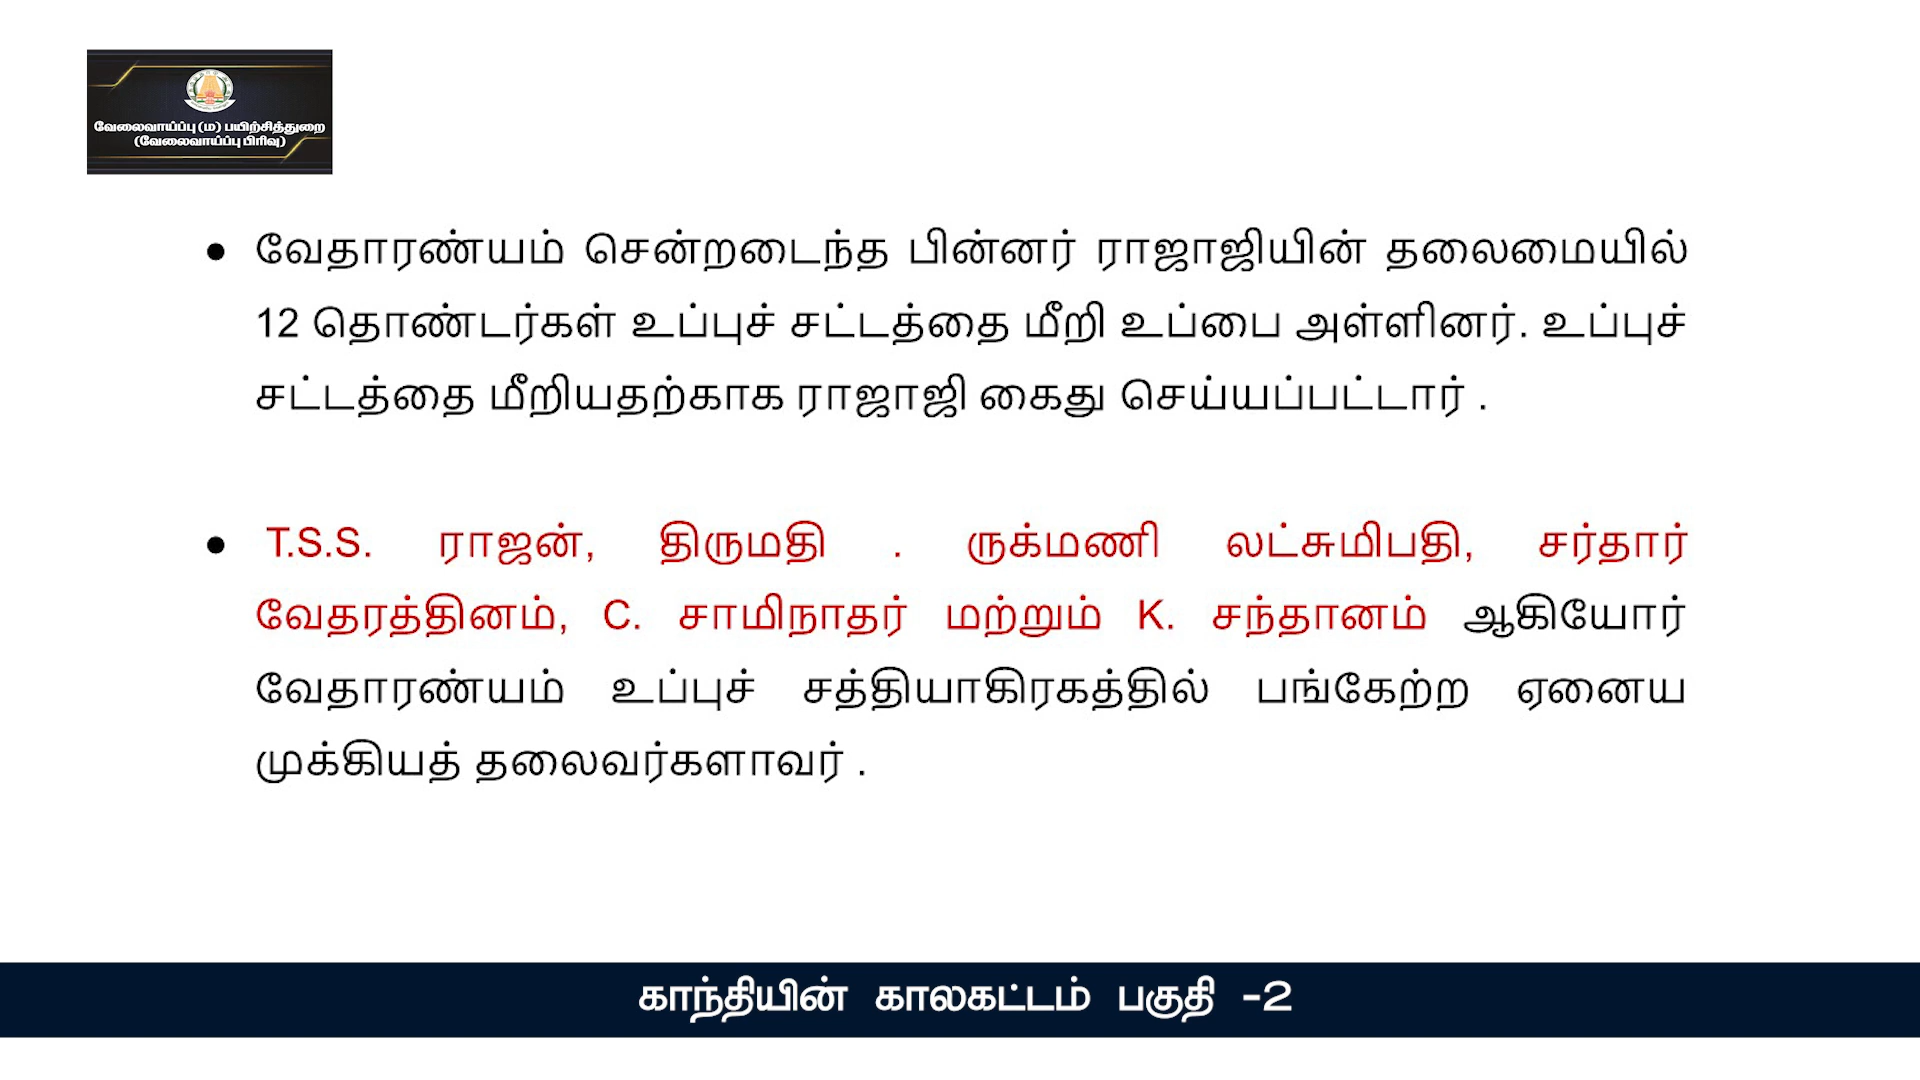 வேலைவாய்ப்பு (ம) பயிற்சித்துறை
(வேலைவாய்ப்பு பிரிவு)
● வேதாரண்யம் சென்றடைந்த பின்னர் ராஜாஜியின் தலைமையில்
12 தொண்டர்கள் உப்புச் சட்டத்தை மீறி உப்பை அள்ளினர். உப்புச்
சட்டத்தை மீறியதற்காக ராஜாஜி கைது செய்யப்பட்டார் .
● T.S.S. ராஜன், திருமதி . ருக்மணி லட்சுமிபதி, சர்தார்
வேதரத்தினம், C. சாமிநாதர் மற்றும் K. சந்தானம் ஆகியோர்
வேதாரண்யம் உப்புச் சத்தியாகிரகத்தில் பங்கேற்ற ஏனைய
முக்கியத் தலைவர்களாவர் .
காந்தியின் காலகட்டம் பகுதி -2